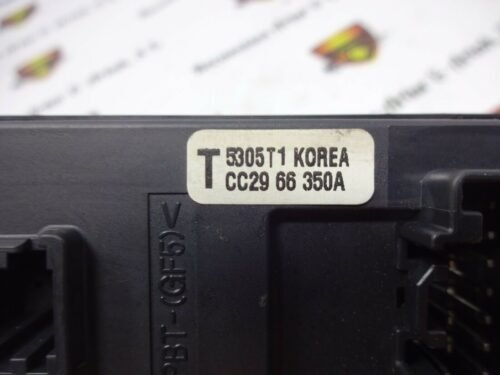 T 5305T1 KOREA
CC29 66 350A
PBT-(GF5)<